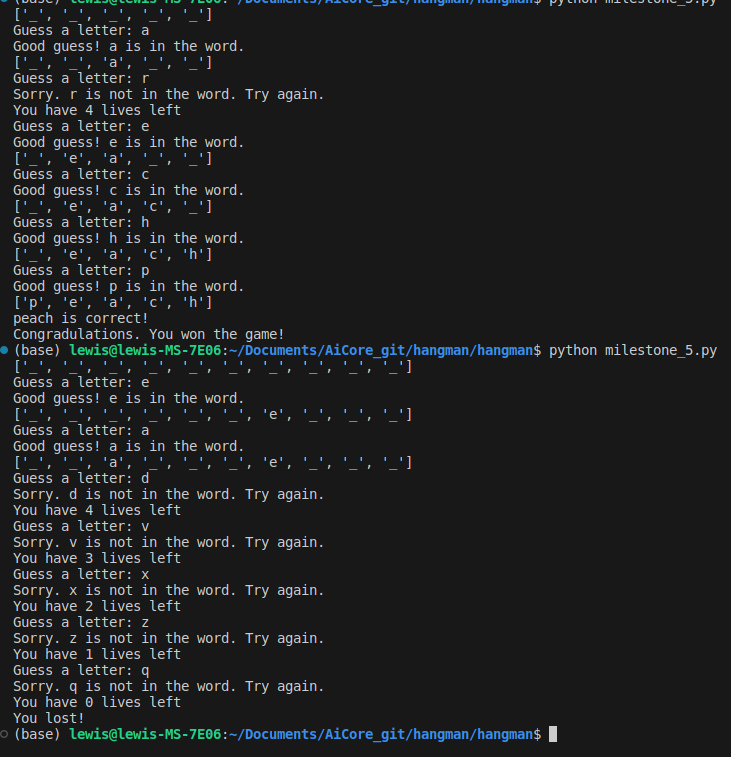 (base) lewis@lewis-MS-7E06:~/Documents/AiCore_git/hangman/hangman$ python milestone_5.py
['_', '_', '_', '_', '_']
Guess a letter: a
Good guess! a is in the word.
['_', '_', 'a', '_', '_']
Guess a letter: r
Sorry. r is not in the word. Try again.
You have 4 lives left
Guess a letter: e
Good guess! e is in the word.
['_', 'e', 'a', '_', '_']
Guess a letter: c
Good guess! c is in the word.
['_', 'e', 'a', 'c', '_']
Guess a letter: h
Good guess! h is in the word.
['_', 'e', 'a', 'c', 'h']
Guess a letter: p
Good guess! p is in the word.
['p', 'e', 'a', 'c', 'h']
peach is correct!
Congradulations. You won the game!
(base) lewis@lewis-MS-7E06:~/Documents/AiCore_git/hangman/hangman$ python milestone_5.py
['_', '_', '_', '_', '_', '_', '_', '_', '_', '_']
Guess a letter: e
Good guess! e is in the word.
['_', '_', '_', '_', '_', '_', 'e', '_', '_', '_']
Guess a letter: a
Good guess! a is in the word.
['_', '_', 'a', '_', '_', '_', 'e', '_', '_', '_']
Guess a letter: d
Sorry. d is not in the word. Try again.
You have 4 lives left
Guess a letter: v
Sorry. v is not in the word. Try again.
You have 3 lives left
Guess a letter: x
Sorry. x is not in the word. Try again.
You have 2 lives left
Guess a letter: z
Sorry. z is not in the word. Try again.
You have 1 lives left
Guess a letter: q
Sorry. q is not in the word. Try again.
You have 0 lives left
You lost!
(base) lewis@lewis-MS-7E06:~/Documents/AiCore_git/hangman/hangman$